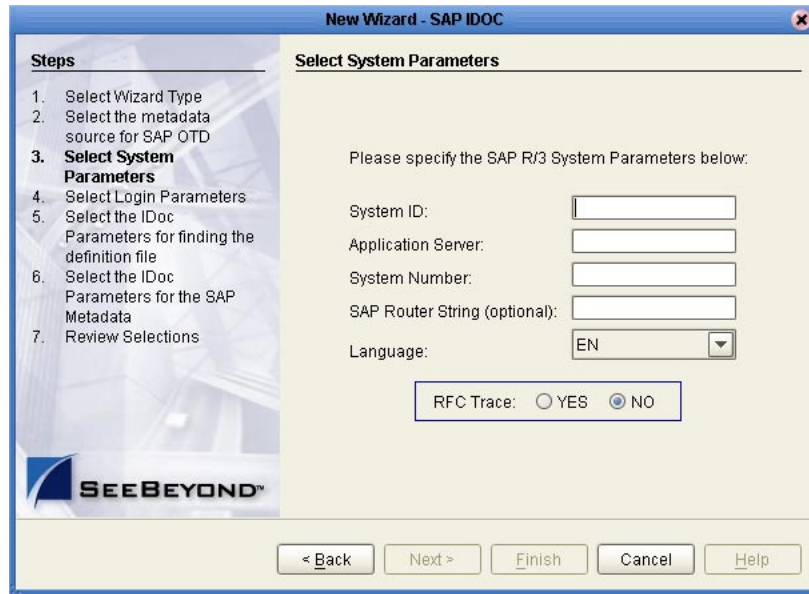 New Wizard - SAP IDOC
Steps
1. Select Wizard Type
2. Select the metadata
source for SAP OTD
3. Select System
Parameters
4. Select Login Parameters
5. Select the IDoc
Parameters for finding the
definition file
6. Select the IDoc
Parameters for the SAP
Metadata
7. Review Selections
SEEBEYOND™
Select System Parameters
Please specify the SAP R/3 System Parameters below:
System ID:
Application Server:
System Number:
SAP Router String (optional):
Language: EN
RFC Trace: YES NO
< Back Next > Finish Cancel Help